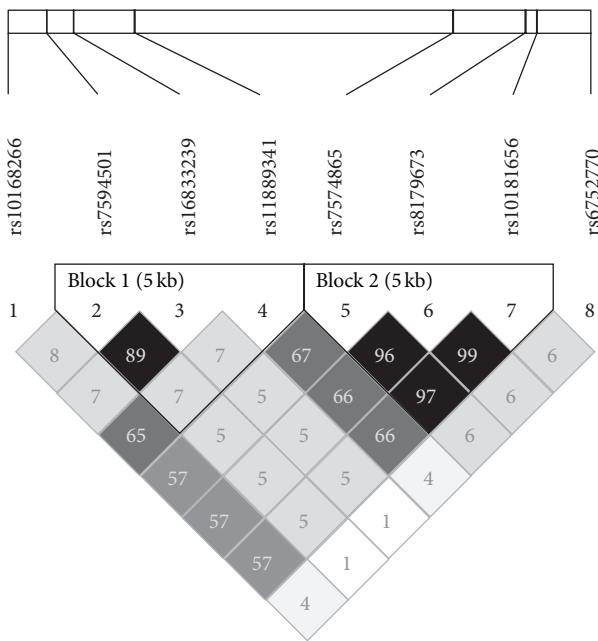 rs10168266
rs7594501
rs16833239
rs11889341
rs7574865
rs8179673
rs10181656
rs6752770
Block 1 (5 kb) Block 2 (5 kb)
1 2 3 4 5 6 7 8
8 89 7 67 96 99 6
7 7 5 66 97 6
65 5 5 66 6
57 5 5 4
57 5 1
57 1
4